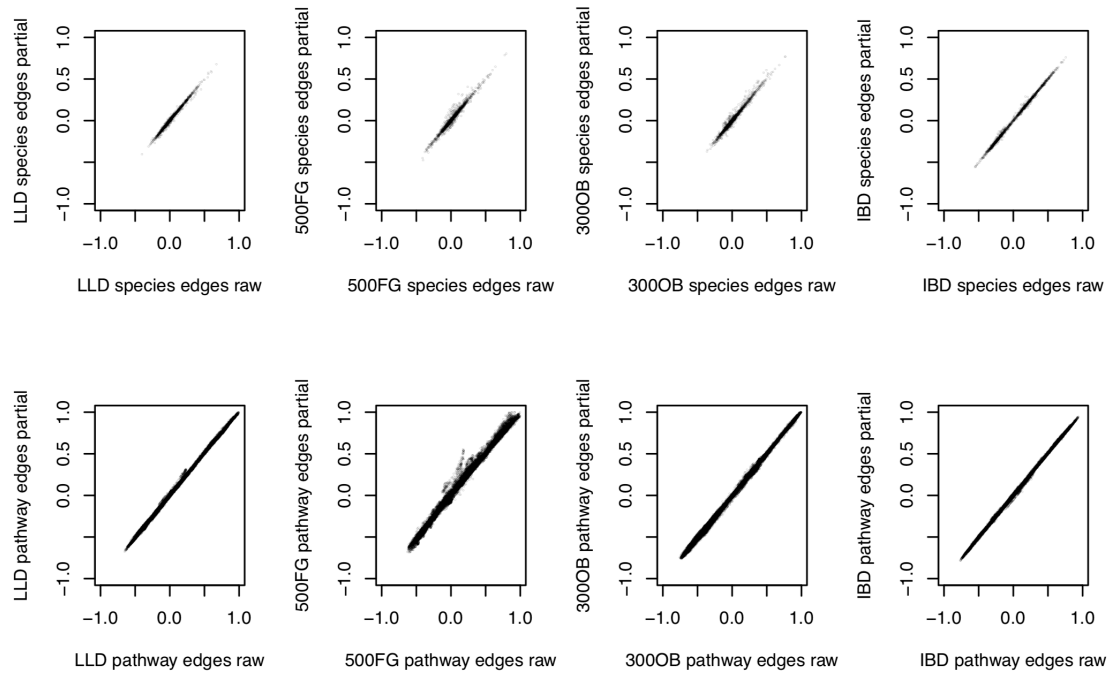 LLD species edges partial
1.0
0.5
0.0
−1.0
−1.0 0.0 1.0
LLD species edges raw
500FG species edges partial
1.0
0.5
0.0
−1.0
−1.0 0.0 1.0
500FG species edges raw
300OB species edges partial
1.0
0.5
0.0
−1.0
−1.0 0.0 1.0
300OB species edges raw
IBD species edges partial
1.0
0.5
0.0
−1.0
−1.0 0.0 1.0
IBD species edges raw
LLD pathway edges partial
1.0
0.5
0.0
−1.0
−1.0 0.0 1.0
LLD pathway edges raw
500FG pathway edges partial
1.0
0.5
0.0
−1.0
−1.0 0.0 1.0
500FG pathway edges raw
300OB pathway edges partial
1.0
0.5
0.0
−1.0
−1.0 0.0 1.0
300OB pathway edges raw
IBD pathway edges partial
1.0
0.5
0.0
−1.0
−1.0 0.0 1.0
IBD pathway edges raw